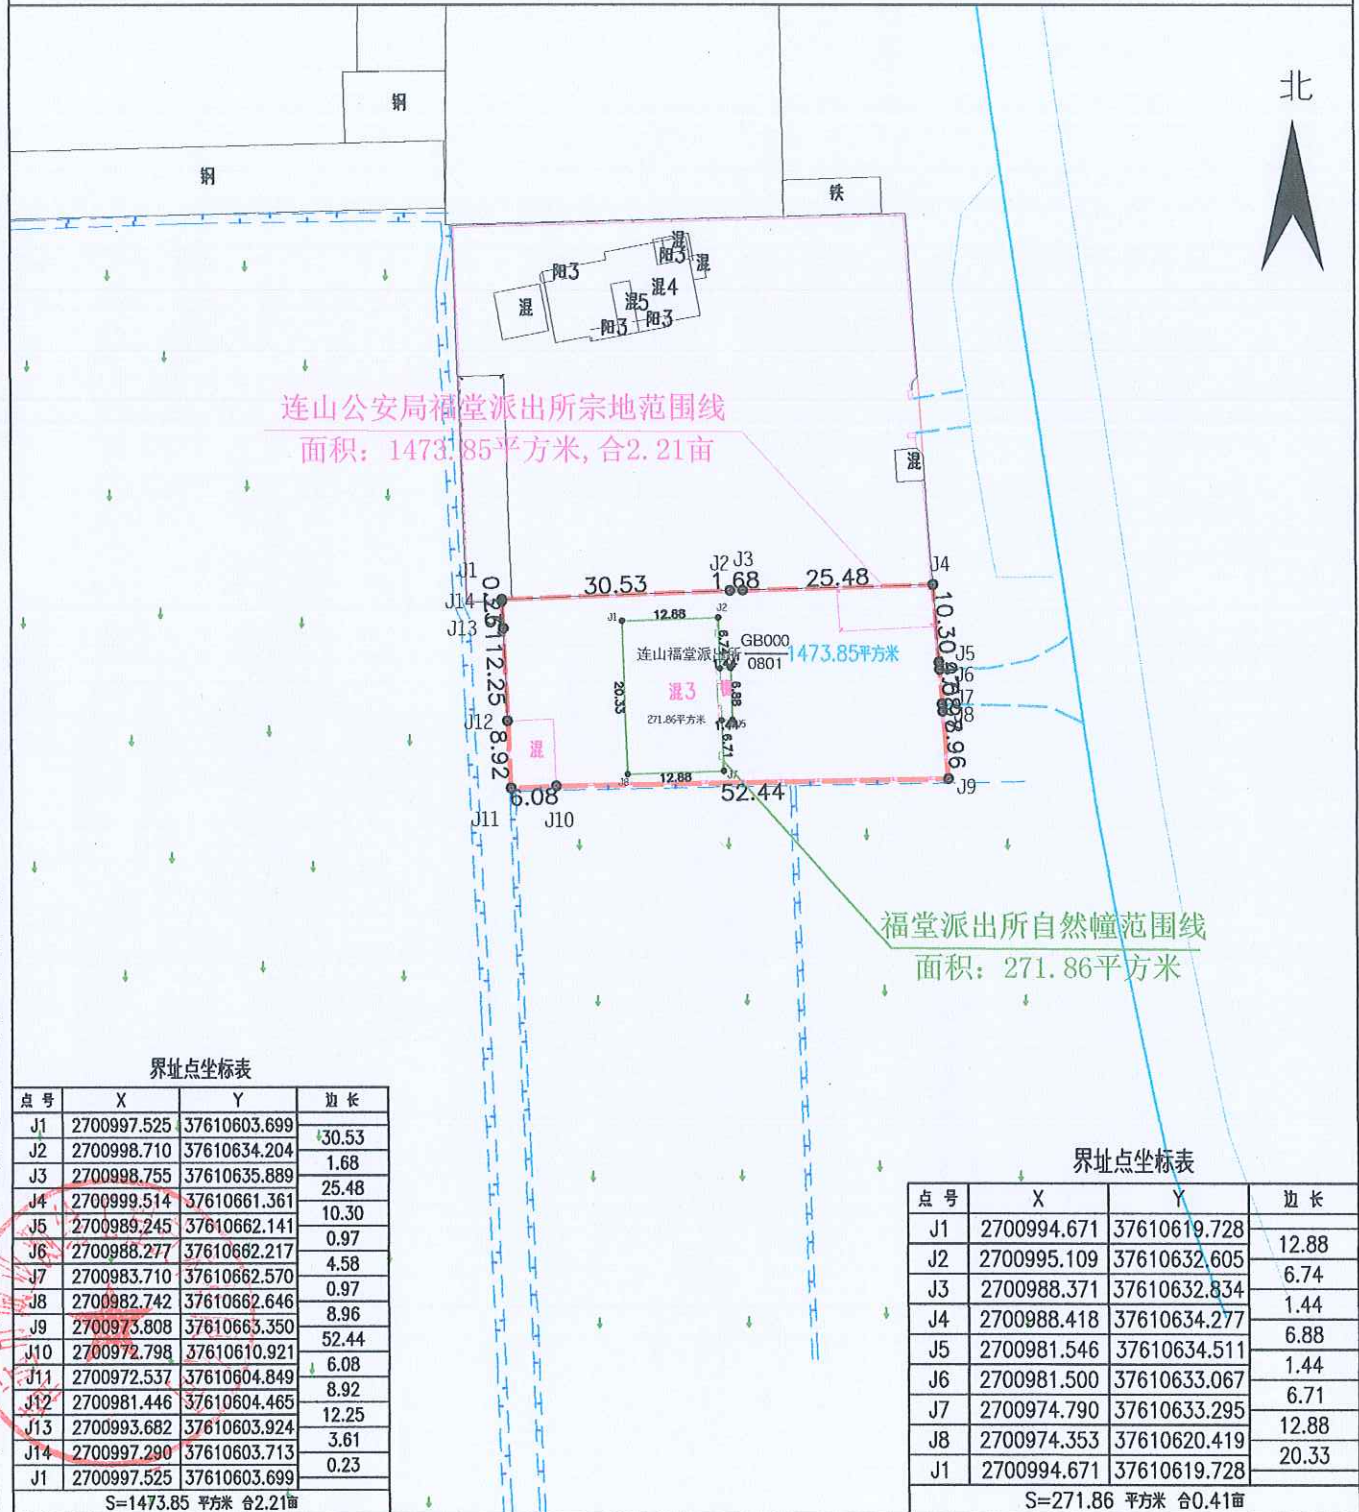 北
钢
钢
铁
混
阳3
混
阳3
混4
混
混5
阳3
阳3
连山公安局福堂派出所宗地范围线
面积：1473.85平方米,合2.21亩
混
J1
J2
J3
J4
30.53
1.68
25.48
J14
J13
12.25
10.30
J5
J6
J7
J8
J1
12.88
J2
连山福堂派出所
GB000
0801
1473.85平方米
20.33
混3
6.88
271.86平方米
J12
8.92
混
6.71
8.96
J8
12.88
J7
J9
6.08
52.44
J11
J10
福堂派出所自然幢范围线
面积：271.86平方米
界址点坐标表
点 号 X Y 边 长
J1 2700997.525 37610603.699
30.53
J2 2700998.710 37610634.204
1.68
J3 2700998.755 37610635.889
25.48
J4 2700999.514 37610661.361
10.30
J5 2700989.245 37610662.141
0.97
J6 2700988.277 37610662.217
4.58
J7 2700983.710 37610662.570
0.97
J8 2700982.742 37610662.646
8.96
J9 2700973.808 37610663.350
52.44
J10 2700972.798 37610610.921
6.08
J11 2700972.537 37610604.849
8.92
J12 2700981.446 37610604.465
12.25
J13 2700993.682 37610603.924
3.61
J14 2700997.290 37610603.713
0.23
J1 2700997.525 37610603.699
S=1473.85 平方米 合2.21亩
界址点坐标表
点 号 X Y 边 长
J1 2700994.671 37610619.728
12.88
J2 2700995.109 37610632.605
6.74
J3 2700988.371 37610632.834
1.44
J4 2700988.418 37610634.277
6.88
J5 2700981.546 37610634.511
1.44
J6 2700981.500 37610633.067
6.71
J7 2700974.790 37610633.295
12.88
J8 2700974.353 37610620.419
20.33
J1 2700994.671 37610619.728
S=271.86 平方米 合0.41亩